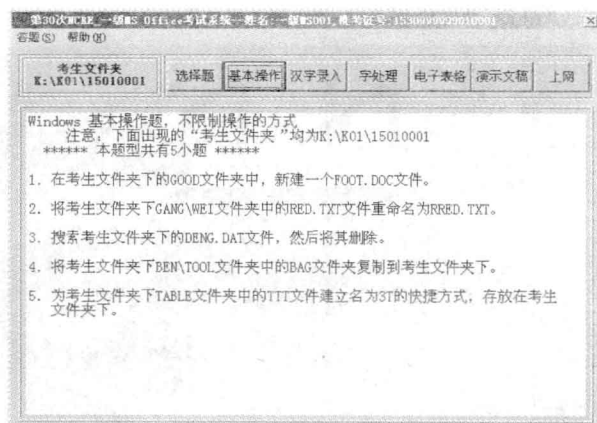 第30次NCRE_一级MS Office考试系统--姓名:一级MS001,模考证号:1530999999010001
答题(S) 帮助(H)
考生文件夹
K:\K01\15010001
选择题 基本操作 汉字录入 字处理 电子表格 演示文稿 上网
Windows 基本操作题,不限制操作的方式
注意:下面出现的“考生文件夹”均为K:\K01\15010001
****** 本题型共有5小题 ******
1. 在考生文件夹下的GOOD文件夹中,新建一个FOOT.DOC文件。
2. 将考生文件夹下GANG\WEI文件夹中的RED.TXT文件重命名为RRED.TXT。
3. 搜索考生文件夹下的DENG.DAT文件,然后将其删除。
4. 将考生文件夹下BEN\TOOL文件夹中的BAG文件夹复制到考生文件夹下。
5. 为考生文件夹下TABLE文件夹中的TTT文件建立名为3T的快捷方式,存放在考生
文件夹下。